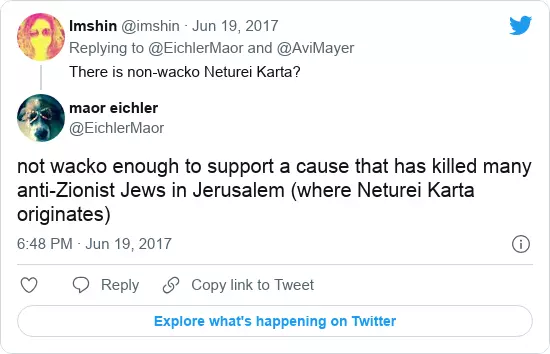 Imshin @imshin · Jun 19, 2017
Replying to @EichlerMaor and @AviMayer
There is non-wacko Neturei Karta?
maor eichler
@EichlerMaor
not wacko enough to support a cause that has killed many
anti-Zionist Jews in Jerusalem (where Neturei Karta
originates)
6:48 PM · Jun 19, 2017
Reply Copy link to Tweet
Explore what's happening on Twitter